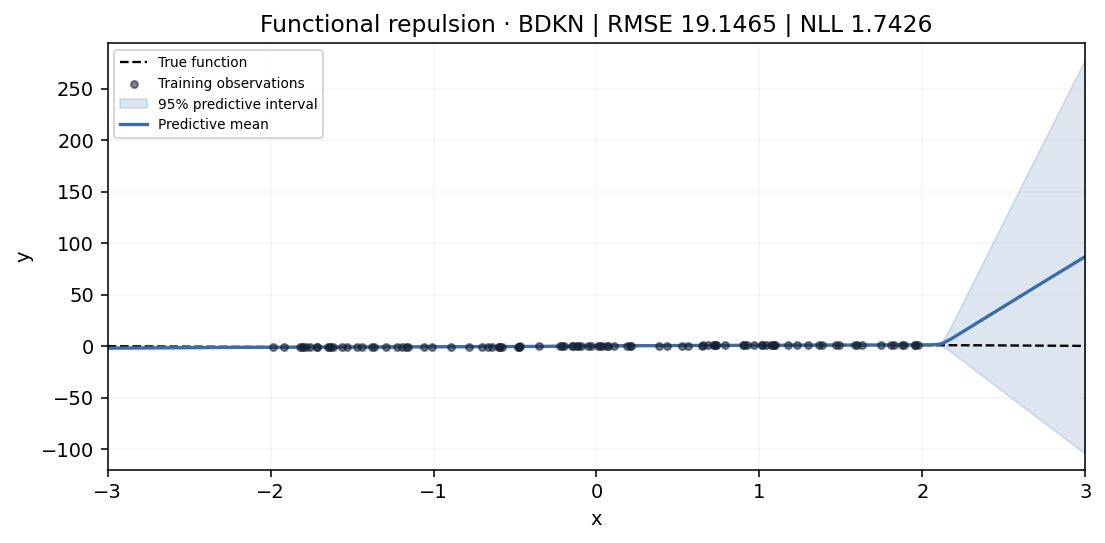 Functional repulsion · BDKN | RMSE 19.1465 | NLL 1.7426
True function
Training observations
95% predictive interval
Predictive mean
250
200
150
100
50
0
−50
−100
y
−3
−2
−1
0
1
2
3
x